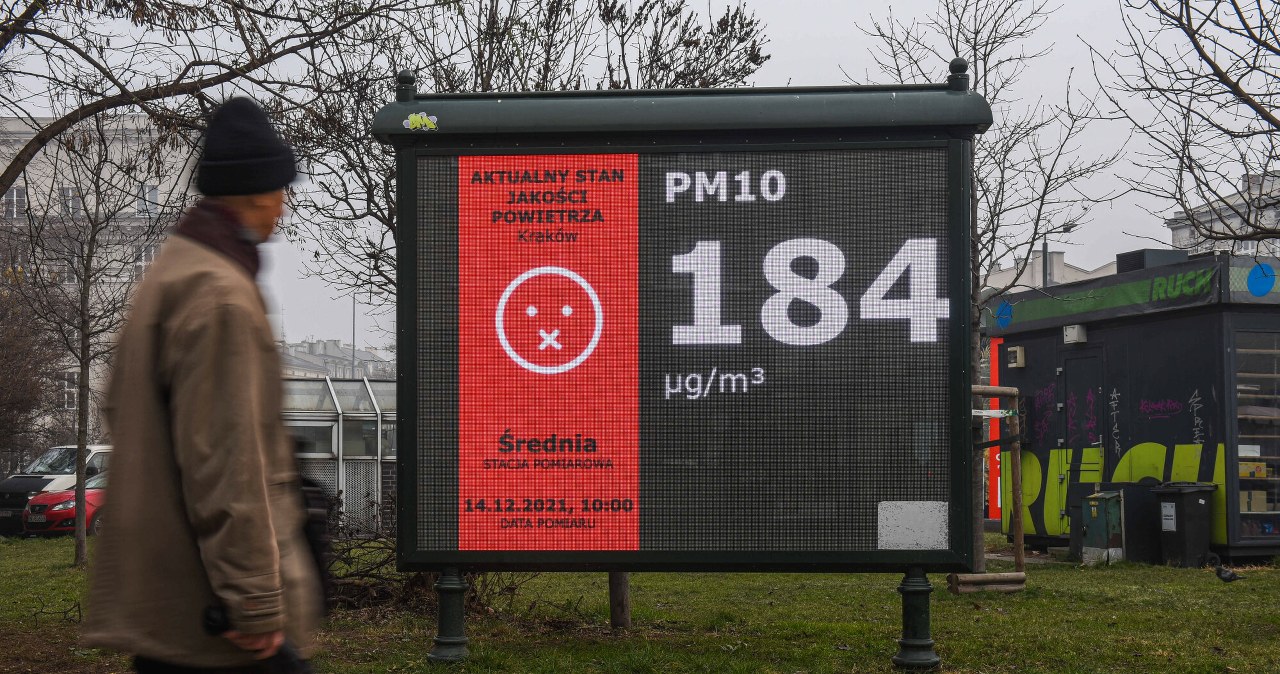 AKTUALNY STAN
JAKOŚCI
POWIETRZA
Kraków
Średnia
STACJA POMIAROWA
14.12.2021, 10:00
DATA POMIARU
PM10
184
µg/m³
RUCH
RUCH